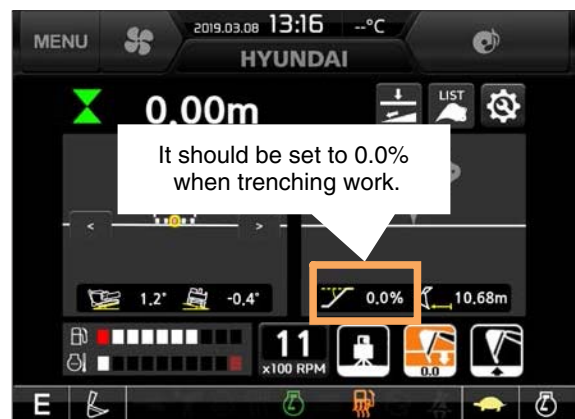 MENU
2019.03.08 13:16 --°C
HYUNDAI
0.00m
LIST
It should be set to 0.0%
when trenching work.
< >
1.2° -0.4°
0.0% 10.68m
11
x100 RPM
0.0
E